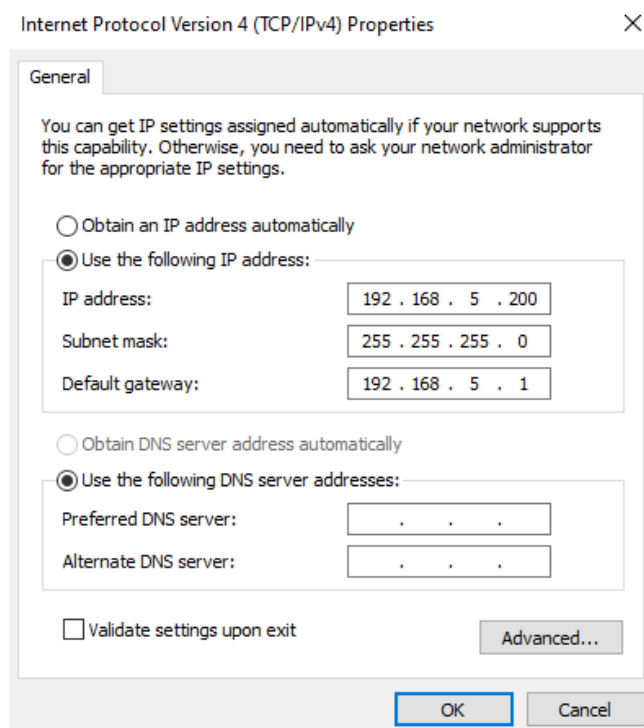 Internet Protocol Version 4 (TCP/IPv4) Properties
General
You can get IP settings assigned automatically if your network supports
this capability. Otherwise, you need to ask your network administrator
for the appropriate IP settings.
Obtain an IP address automatically
Use the following IP address:
IP address: 192 . 168 . 5 . 200
Subnet mask: 255 . 255 . 255 . 0
Default gateway: 192 . 168 . 5 . 1
Obtain DNS server address automatically
Use the following DNS server addresses:
Preferred DNS server: . . .
Alternate DNS server: . . .
Validate settings upon exit
Advanced...
OK Cancel